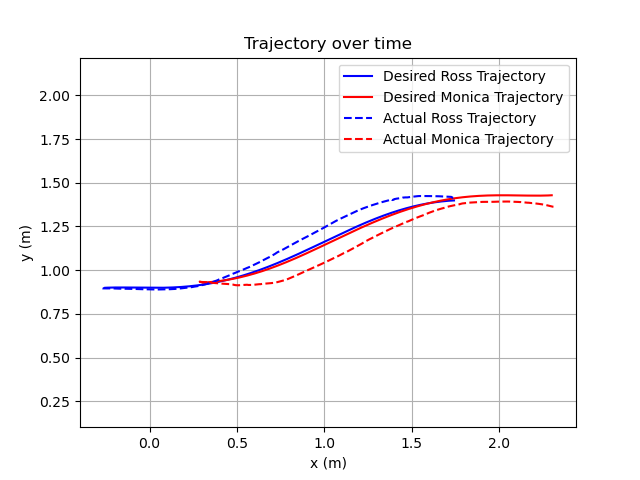 Trajectory over time
Desired Ross Trajectory
Desired Monica Trajectory
Actual Ross Trajectory
Actual Monica Trajectory
y (m)
2.00
1.75
1.50
1.25
1.00
0.75
0.50
0.25
0.0 0.5 1.0 1.5 2.0
x (m)